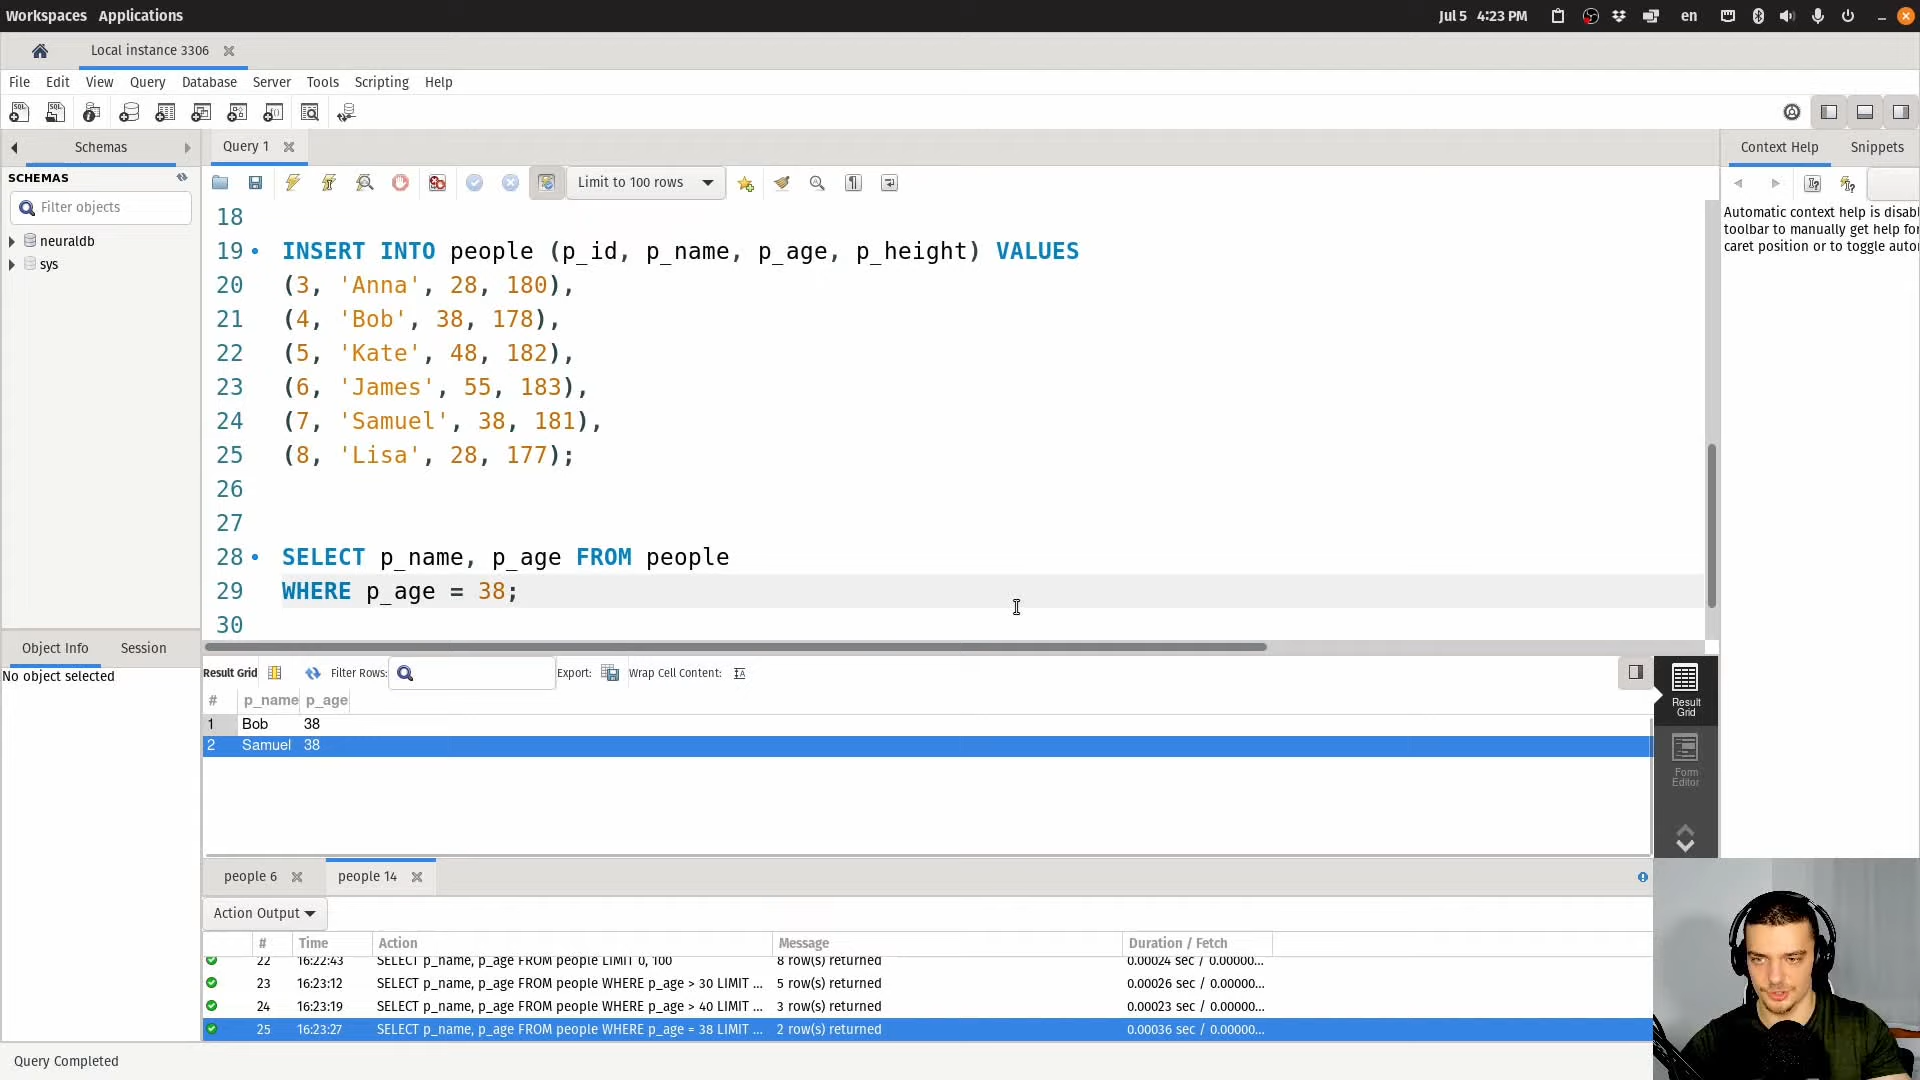 Workspaces Applications
Jul 5 4:23 PM en
Local instance 3306
File Edit View Query Database Server Tools Scripting Help
Schemas
Query 1
Context Help Snippets
SCHEMAS
Limit to 100 rows
Filter objects
neuraldb
sys
Automatic context help is disabl
toolbar to manually get help for
caret position or to toggle auto
18
19 INSERT INTO people (p_id, p_name, p_age, p_height) VALUES
20 (3, 'Anna', 28, 180),
21 (4, 'Bob', 38, 178),
22 (5, 'Kate', 48, 182),
23 (6, 'James', 55, 183),
24 (7, 'Samuel', 38, 181),
25 (8, 'Lisa', 28, 177);
26
27
28 SELECT p_name, p_age FROM people
29 WHERE p_age = 38;
30
Object Info Session
No object selected
Result Grid Filter Rows: Export: Wrap Cell Content:
# p_name p_age
1 Bob 38
2 Samuel 38
Result
Grid
Form
Editor
people 6 people 14
Action Output
# Time Action Message Duration / Fetch
22 16:22:43 SELECT p_name, p_age FROM people LIMIT 0, 100 8 row(s) returned 0.00024 sec / 0.00000...
23 16:23:12 SELECT p_name, p_age FROM people WHERE p_age > 30 LIMIT ... 5 row(s) returned 0.00026 sec / 0.00000...
24 16:23:19 SELECT p_name, p_age FROM people WHERE p_age > 40 LIMIT ... 3 row(s) returned 0.00023 sec / 0.00000...
25 16:23:27 SELECT p_name, p_age FROM people WHERE p_age = 38 LIMIT ... 2 row(s) returned 0.00036 sec / 0.00000...
Query Completed